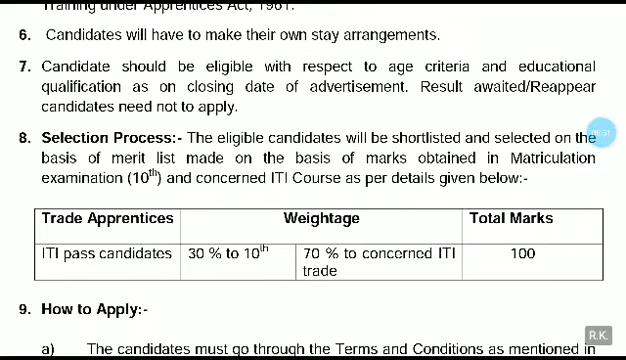 Training under Apprentices Act, 1961.
6. Candidates will have to make their own stay arrangements.
7. Candidate should be eligible with respect to age criteria and educational
qualification as on closing date of advertisement. Result awaited/Reappear
candidates need not to apply.
8. Selection Process:- The eligible candidates will be shortlisted and selected on the
basis of merit list made on the basis of marks obtained in Matriculation
examination (10th) and concerned ITI Course as per details given below:-
Trade Apprentices Weightage Total Marks
ITI pass candidates 30 % to 10th 70 % to concerned ITI 100
trade
9. How to Apply:-
R.K.
a) The candidates must go through the Terms and Conditions as mentioned in